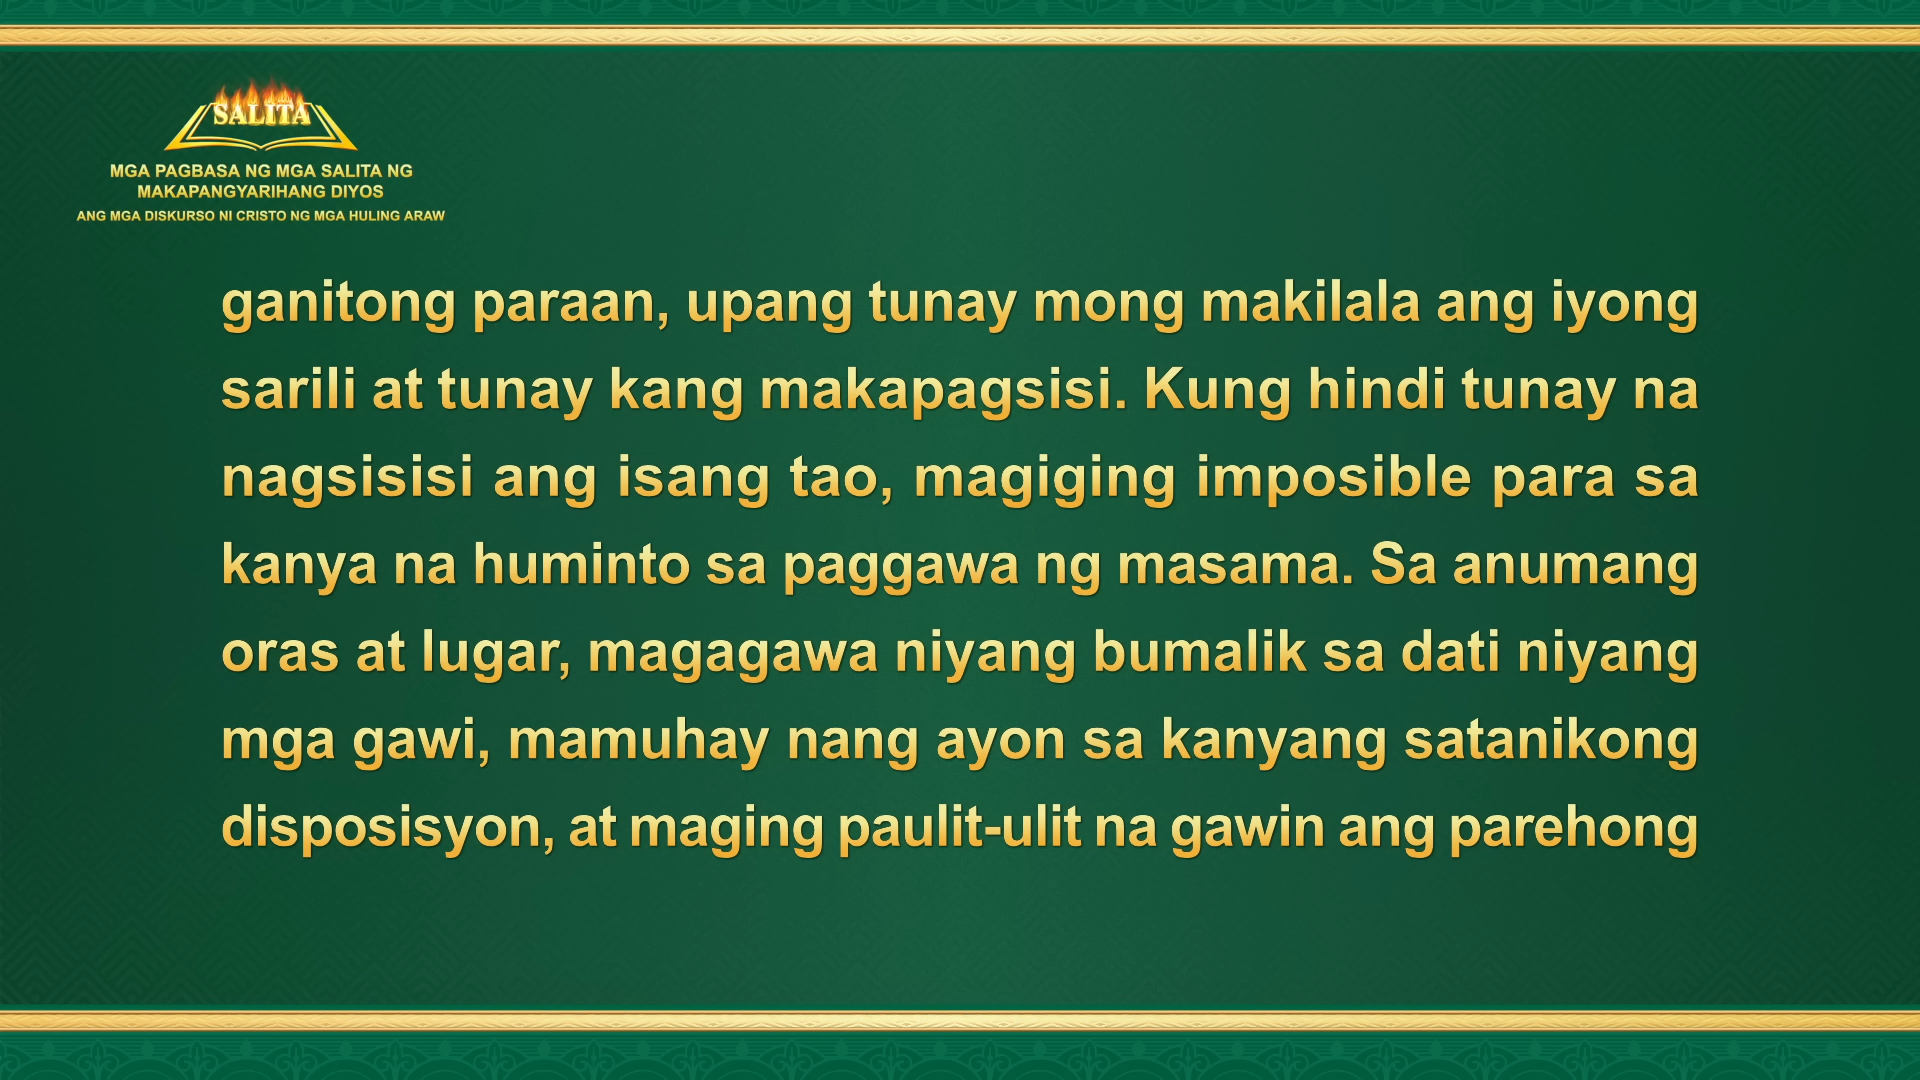 SALITA
MGA PAGBASA NG MGA SALITA NG
MAKAPANGYARIHANG DIYOS
ANG MGA DISKURSO NI CRISTO NG MGA HULING ARAW
ganitong paraan, upang tunay mong makilala ang iyong
sarili at tunay kang makapagsisi. Kung hindi tunay na
nagsisisi ang isang tao, magiging imposible para sa
kanya na huminto sa paggawa ng masama. Sa anumang
oras at lugar, magagawa niyang bumalik sa dati niyang
mga gawi, mamuhay nang ayon sa kanyang satanikong
disposisyon, at maging paulit-ulit na gawin ang parehong